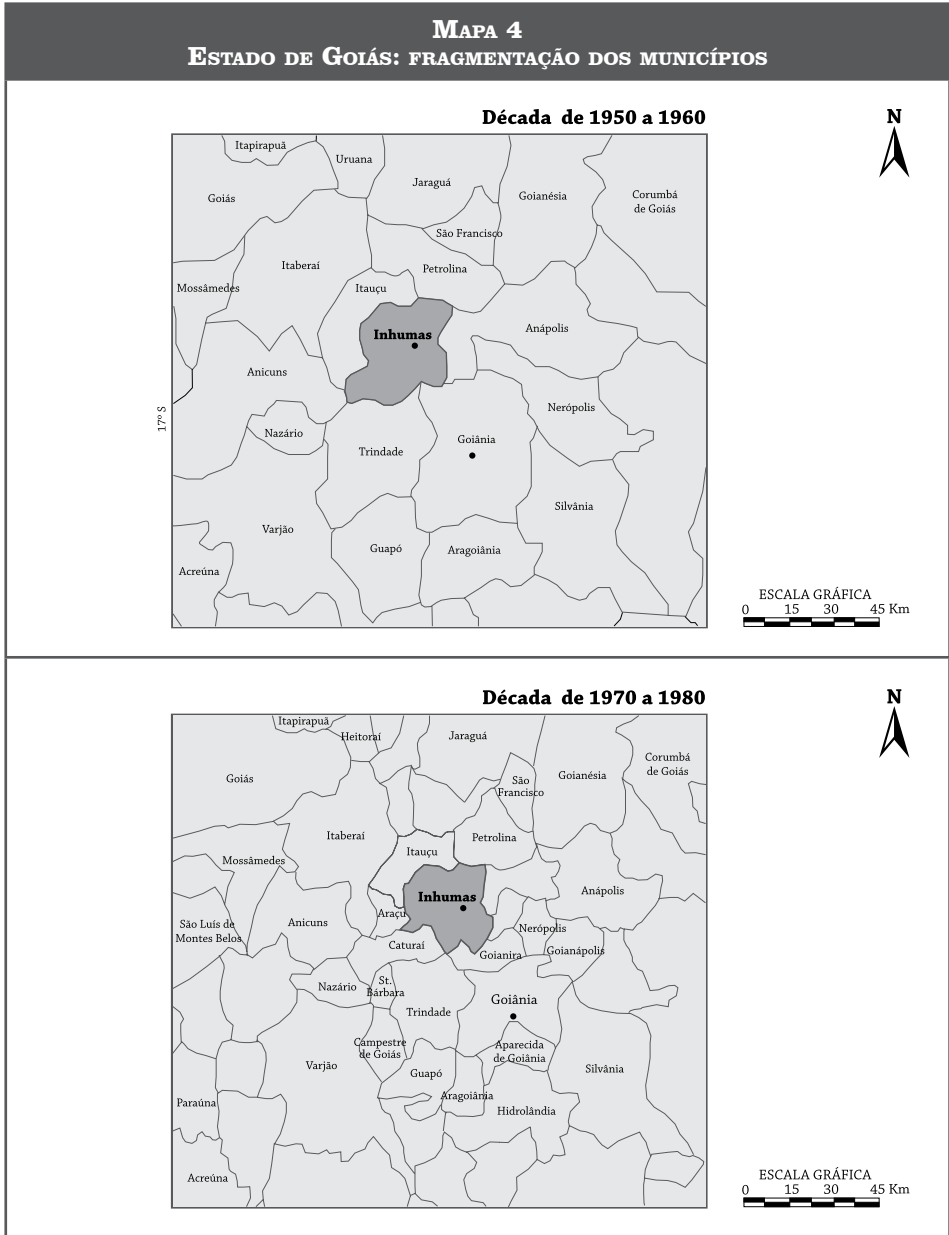 Mapa 4
Estado de Goiás: fragmentação dos municípios
Década de 1950 a 1960
N
Itapirapuã
Uruana
Jaraguá
Goiás
Goianésia
Corumbá
de Goiás
São Francisco
Itaberaí
Petrolina
Mossâmedes
Itauçu
Inhumas
Anápolis
Anicuns
Nerópolis
17º S
Nazário
Goiânia
Trindade
Silvânia
Varjão
Guapó
Aragoiânia
Acreúna
ESCALA GRÁFICA
0 15 30 45 Km
Década de 1970 a 1980
N
Itapirapuã
Heitoraí
Jaraguá
Goiás
São
Francisco
Goianésia
Corumbá
de Goiás
Itaberaí
Petrolina
Itauçu
Mossâmedes
Inhumas
Anápolis
Araçu
São Luís de
Montes Belos
Anicuns
Nerópolis
Caturaí
Goianira
Goianápolis
Nazário
St.
Bárbara
Goiânia
Trindade
Campestre
de Goiás
Aparecida
de Goiânia
Varjão
Guapó
Silvânia
Aragoiânia
Paraúna
Hidrolândia
Acreúna
ESCALA GRÁFICA
0 15 30 45 Km